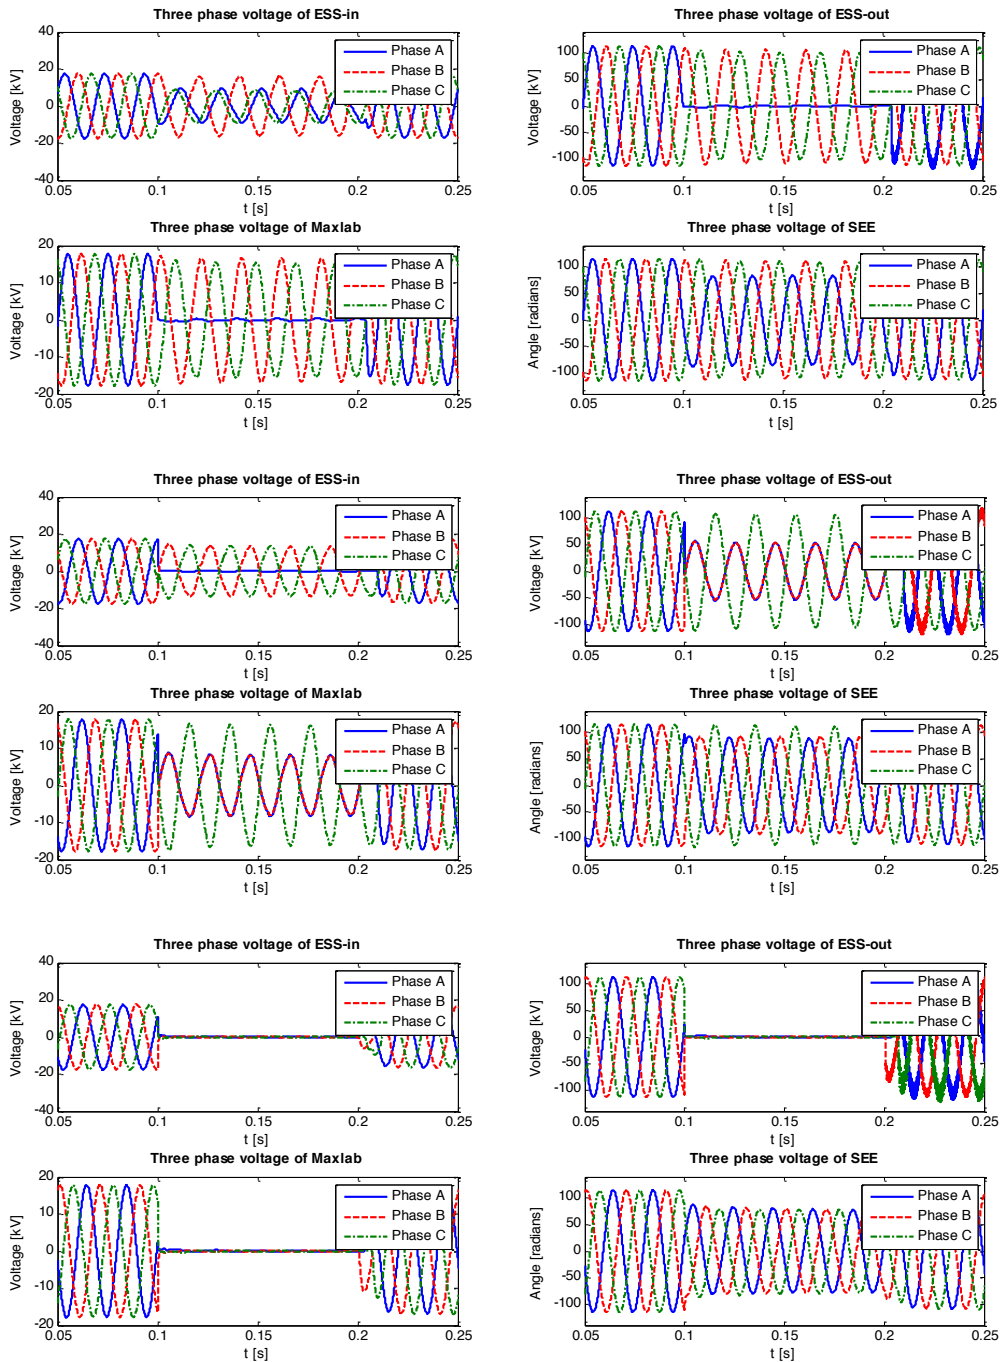 Three phase voltage of ESS-in
Voltage [kV]
40
20
0
-20
-40
0.05 0.1 0.15 0.2 0.25
t [s]
Phase A
Phase B
Phase C
Three phase voltage of ESS-out
Voltage [kV]
100
50
0
-50
-100
0.05 0.1 0.15 0.2 0.25
t [s]
Phase A
Phase B
Phase C
Three phase voltage of Maxlab
Voltage [kV]
20
10
0
-10
-20
0.05 0.1 0.15 0.2 0.25
t [s]
Phase A
Phase B
Phase C
Three phase voltage of SEE
Angle [radians]
100
50
0
-50
-100
0.05 0.1 0.15 0.2 0.25
t [s]
Phase A
Phase B
Phase C
Three phase voltage of ESS-in
Voltage [kV]
40
20
0
-20
-40
0.05 0.1 0.15 0.2 0.25
t [s]
Phase A
Phase B
Phase C
Three phase voltage of ESS-out
Voltage [kV]
100
50
0
-50
-100
0.05 0.1 0.15 0.2 0.25
t [s]
Phase A
Phase B
Phase C
Three phase voltage of Maxlab
Voltage [kV]
20
10
0
-10
-20
0.05 0.1 0.15 0.2 0.25
t [s]
Phase A
Phase B
Phase C
Three phase voltage of SEE
Angle [radians]
100
50
0
-50
-100
0.05 0.1 0.15 0.2 0.25
t [s]
Phase A
Phase B
Phase C
Three phase voltage of ESS-in
Voltage [kV]
40
20
0
-20
-40
0.05 0.1 0.15 0.2 0.25
t [s]
Phase A
Phase B
Phase C
Three phase voltage of ESS-out
Voltage [kV]
100
50
0
-50
-100
0.05 0.1 0.15 0.2 0.25
t [s]
Phase A
Phase B
Phase C
Three phase voltage of Maxlab
Voltage [kV]
20
10
0
-10
-20
0.05 0.1 0.15 0.2 0.25
t [s]
Phase A
Phase B
Phase C
Three phase voltage of SEE
Angle [radians]
100
50
0
-50
-100
0.05 0.1 0.15 0.2 0.25
t [s]
Phase A
Phase B
Phase C